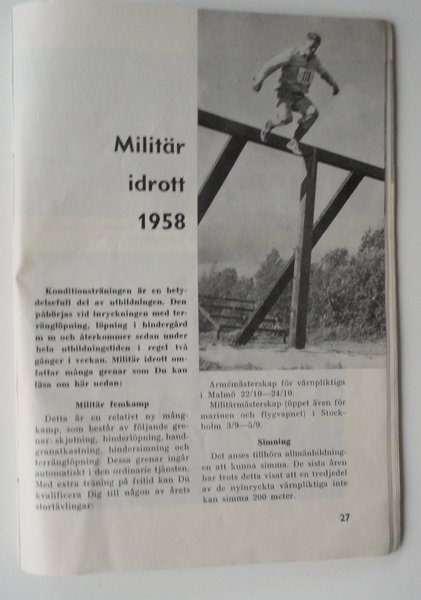 Militär
idrott
1958
Konditionsträningen är en bety-
delsefull del av utbildningen. Den
påbörjas vid inryckningen med ter-
ränglöpning, löpning i hindergård
m m och återkommer sedan under
hela utbildningstiden i regel två
gånger i veckan. Militär idrott om-
fattar många grenar som Du kan
läsa om här nedan:
Militär femkamp
Detta är en relativt ny mång-
kamp, som består av följande gre-
nar: skjutning, hinderlöpning, hand-
granatkastning, hindersimning och
terränglöpning. Dessa grenar ingår
automatiskt i den ordinarie tjänsten.
Med extra träning på fritid kan Du
kvalificera Dig till någon av årets
stortävlingar:
Armémästerskap för värnpliktiga
i Malmö 22/10—24/10.
Militärmästerskap (öppet även för
marinen och flygvapnet) i Stock-
holm 3/9—5/9.
Simning
Det anses tillhöra allmänbildning-
en att kunna simma. De sista åren
har trots detta visat att en tredjedel
av de nyinryckta värnpliktiga inte
kan simma 200 meter.
27